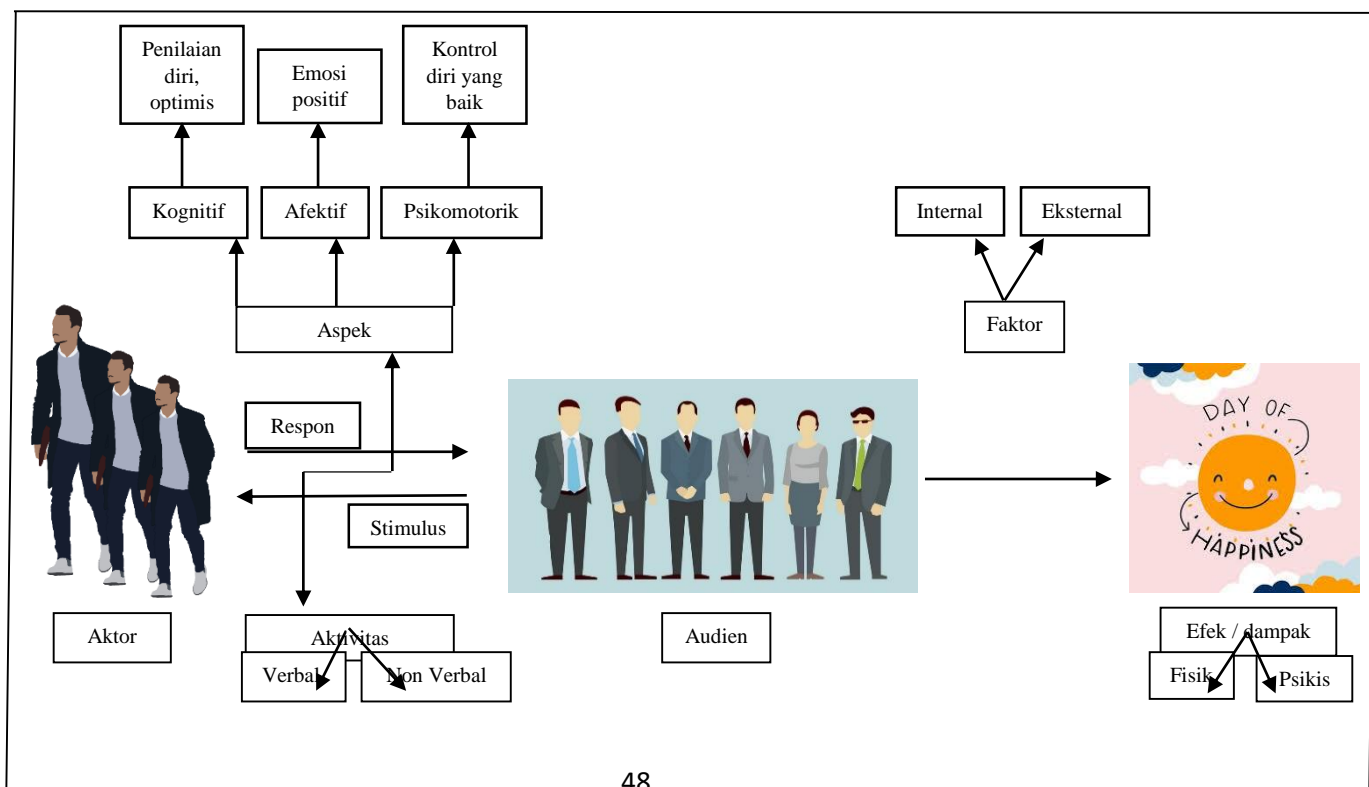 Penilaian
diri,
optimis
Emosi
positif
Kontrol
diri yang
baik
Kognitif
Afektif
Psikomotorik
Internal
Eksternal
Aspek
Faktor
Respon
Stimulus
DAY OF
HAPPINESS
Aktor
Aktivitas
Verbal
Non Verbal
Audien
Efek / dampak
Fisik
Psikis
48